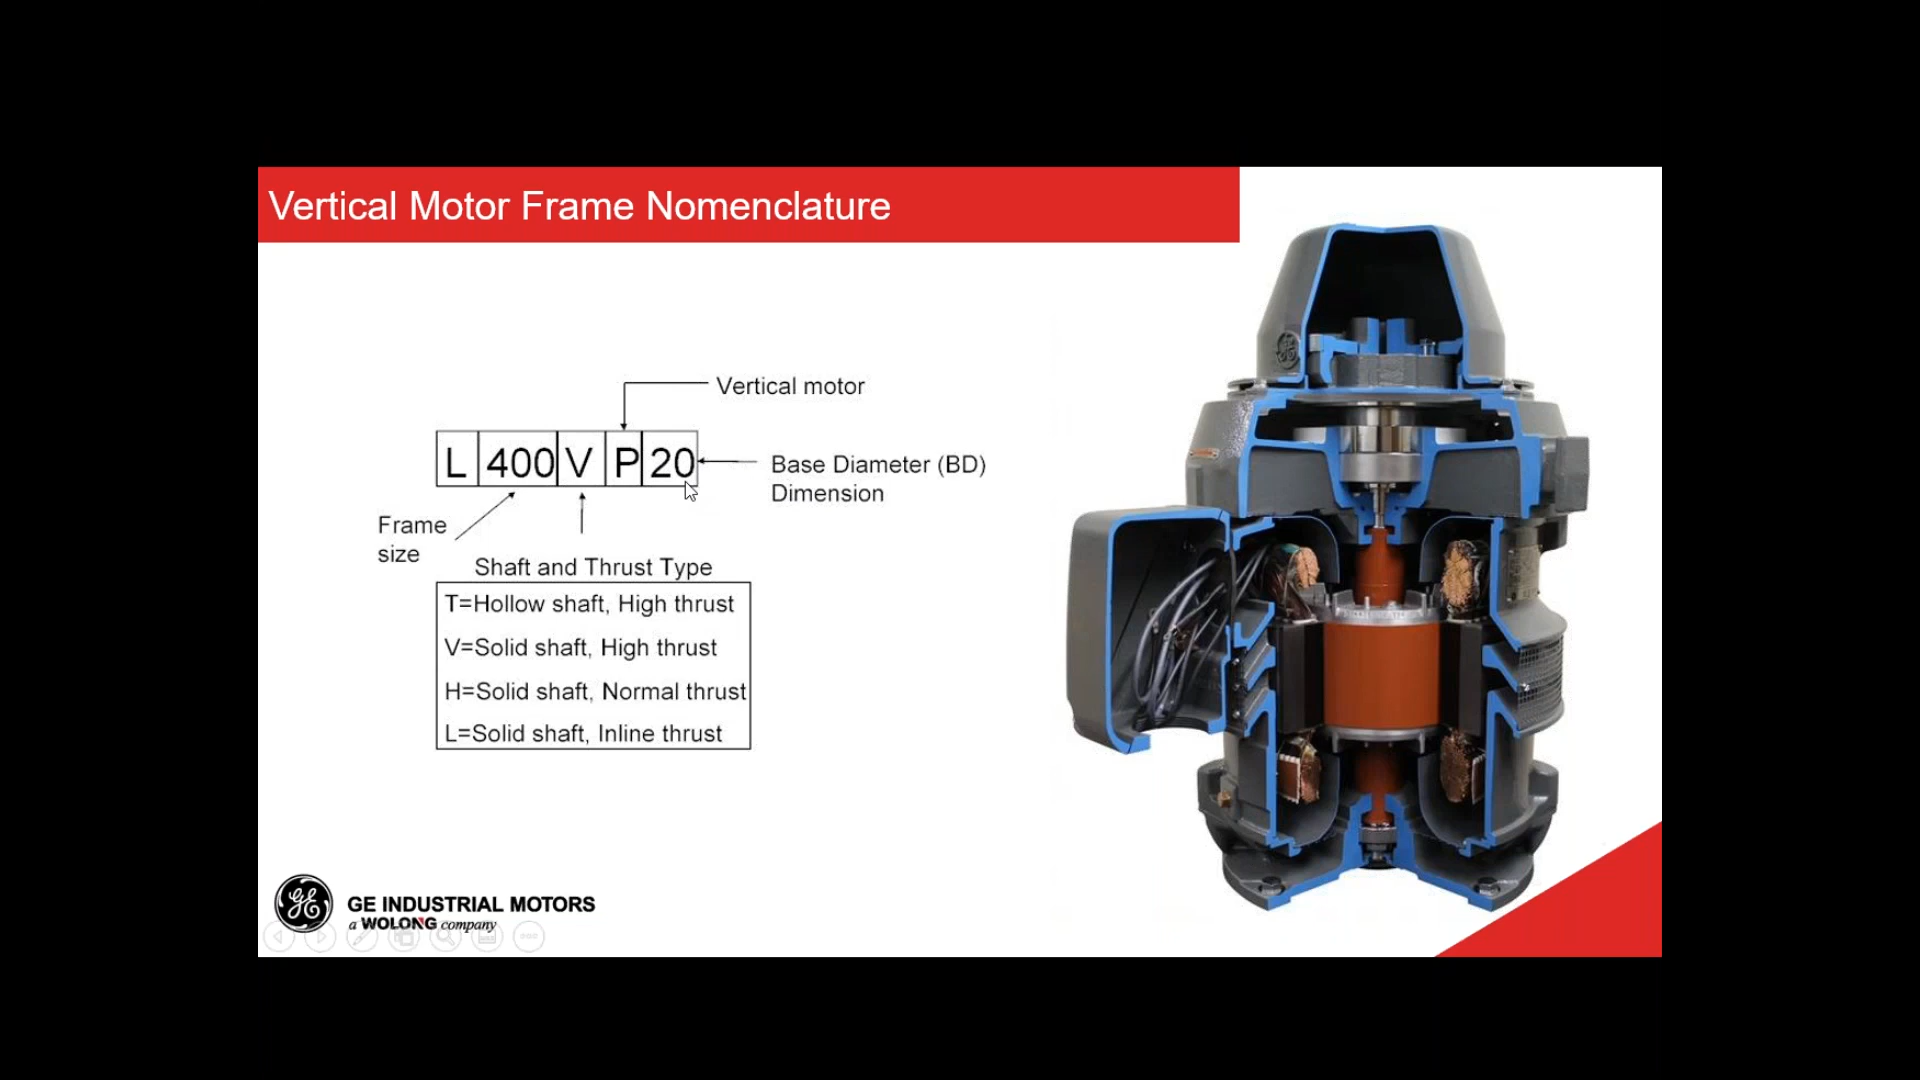 Vertical Motor Frame Nomenclature
Vertical motor
L 400 V P 20
Base Diameter (BD)
Dimension
Frame
size
Shaft and Thrust Type
T=Hollow shaft, High thrust
V=Solid shaft, High thrust
H=Solid shaft, Normal thrust
L=Solid shaft, Inline thrust
GE INDUSTRIAL MOTORS
a WOLONG company